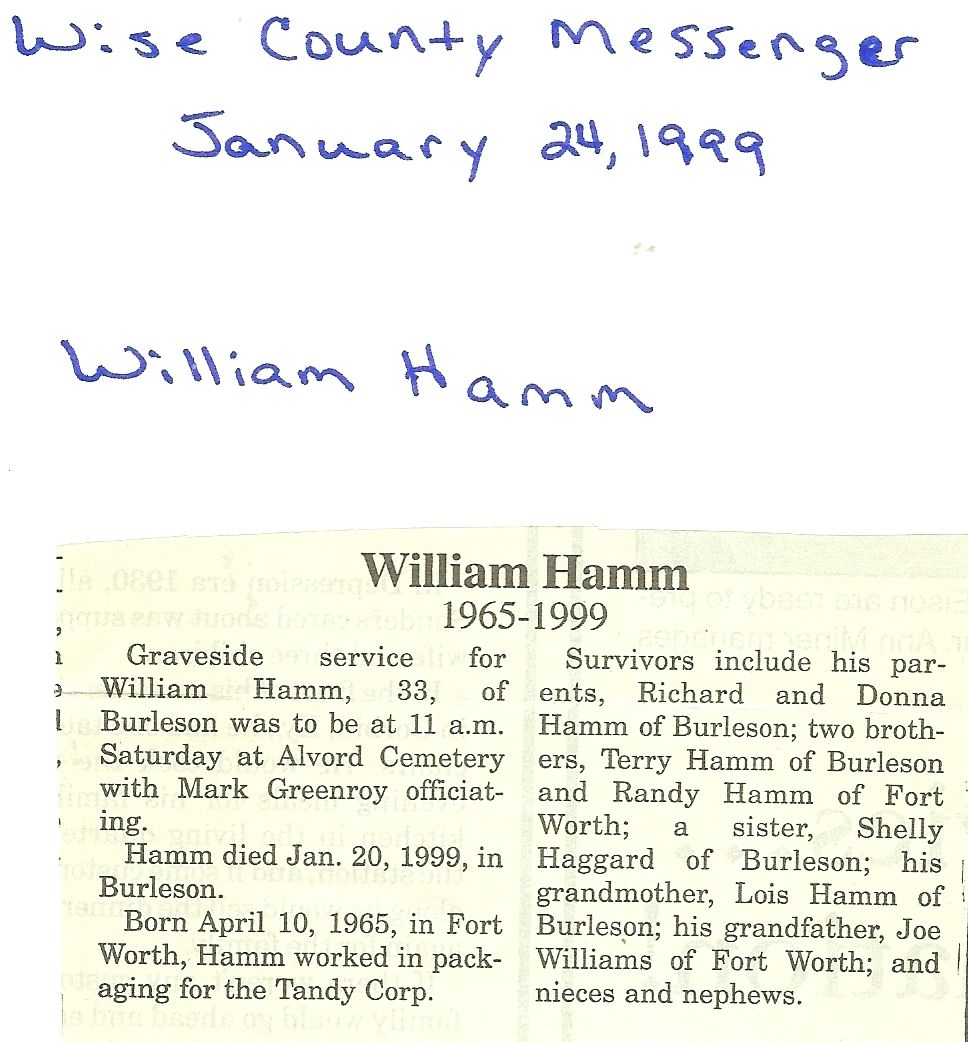 Wise County Messenger
January 24, 1999
William Hamm
William Hamm
1965-1999
Graveside service for
William Hamm, 33, of
Burleson was to be at 11 a.m.
Saturday at Alvord Cemetery
with Mark Greenroy officiat-
ing.
Hamm died Jan. 20, 1999, in
Burleson.
Born April 10, 1965, in Fort
Worth, Hamm worked in pack-
aging for the Tandy Corp.
Survivors include his par-
ents, Richard and Donna
Hamm of Burleson; two broth-
ers, Terry Hamm of Burleson
and Randy Hamm of Fort
Worth; a sister, Shelly
Haggard of Burleson; his
grandmother, Lois Hamm of
Burleson; his grandfather, Joe
Williams of Fort Worth; and
nieces and nephews.